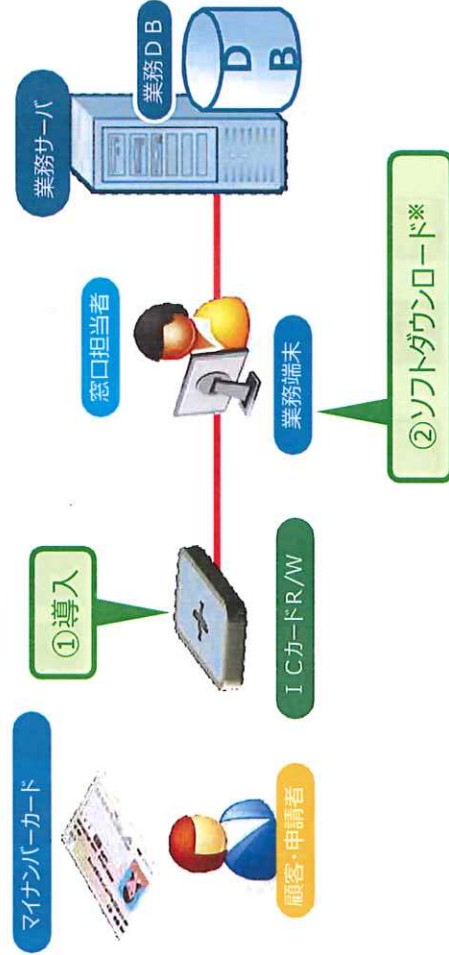 マイナンバーカード
①導入
窓口担当者
業務サーバ
業務ＤＢ
D
B
顧客・申請者
ＩＣカードＲ/Ｗ
業務端末
②ソフトダウンロード※